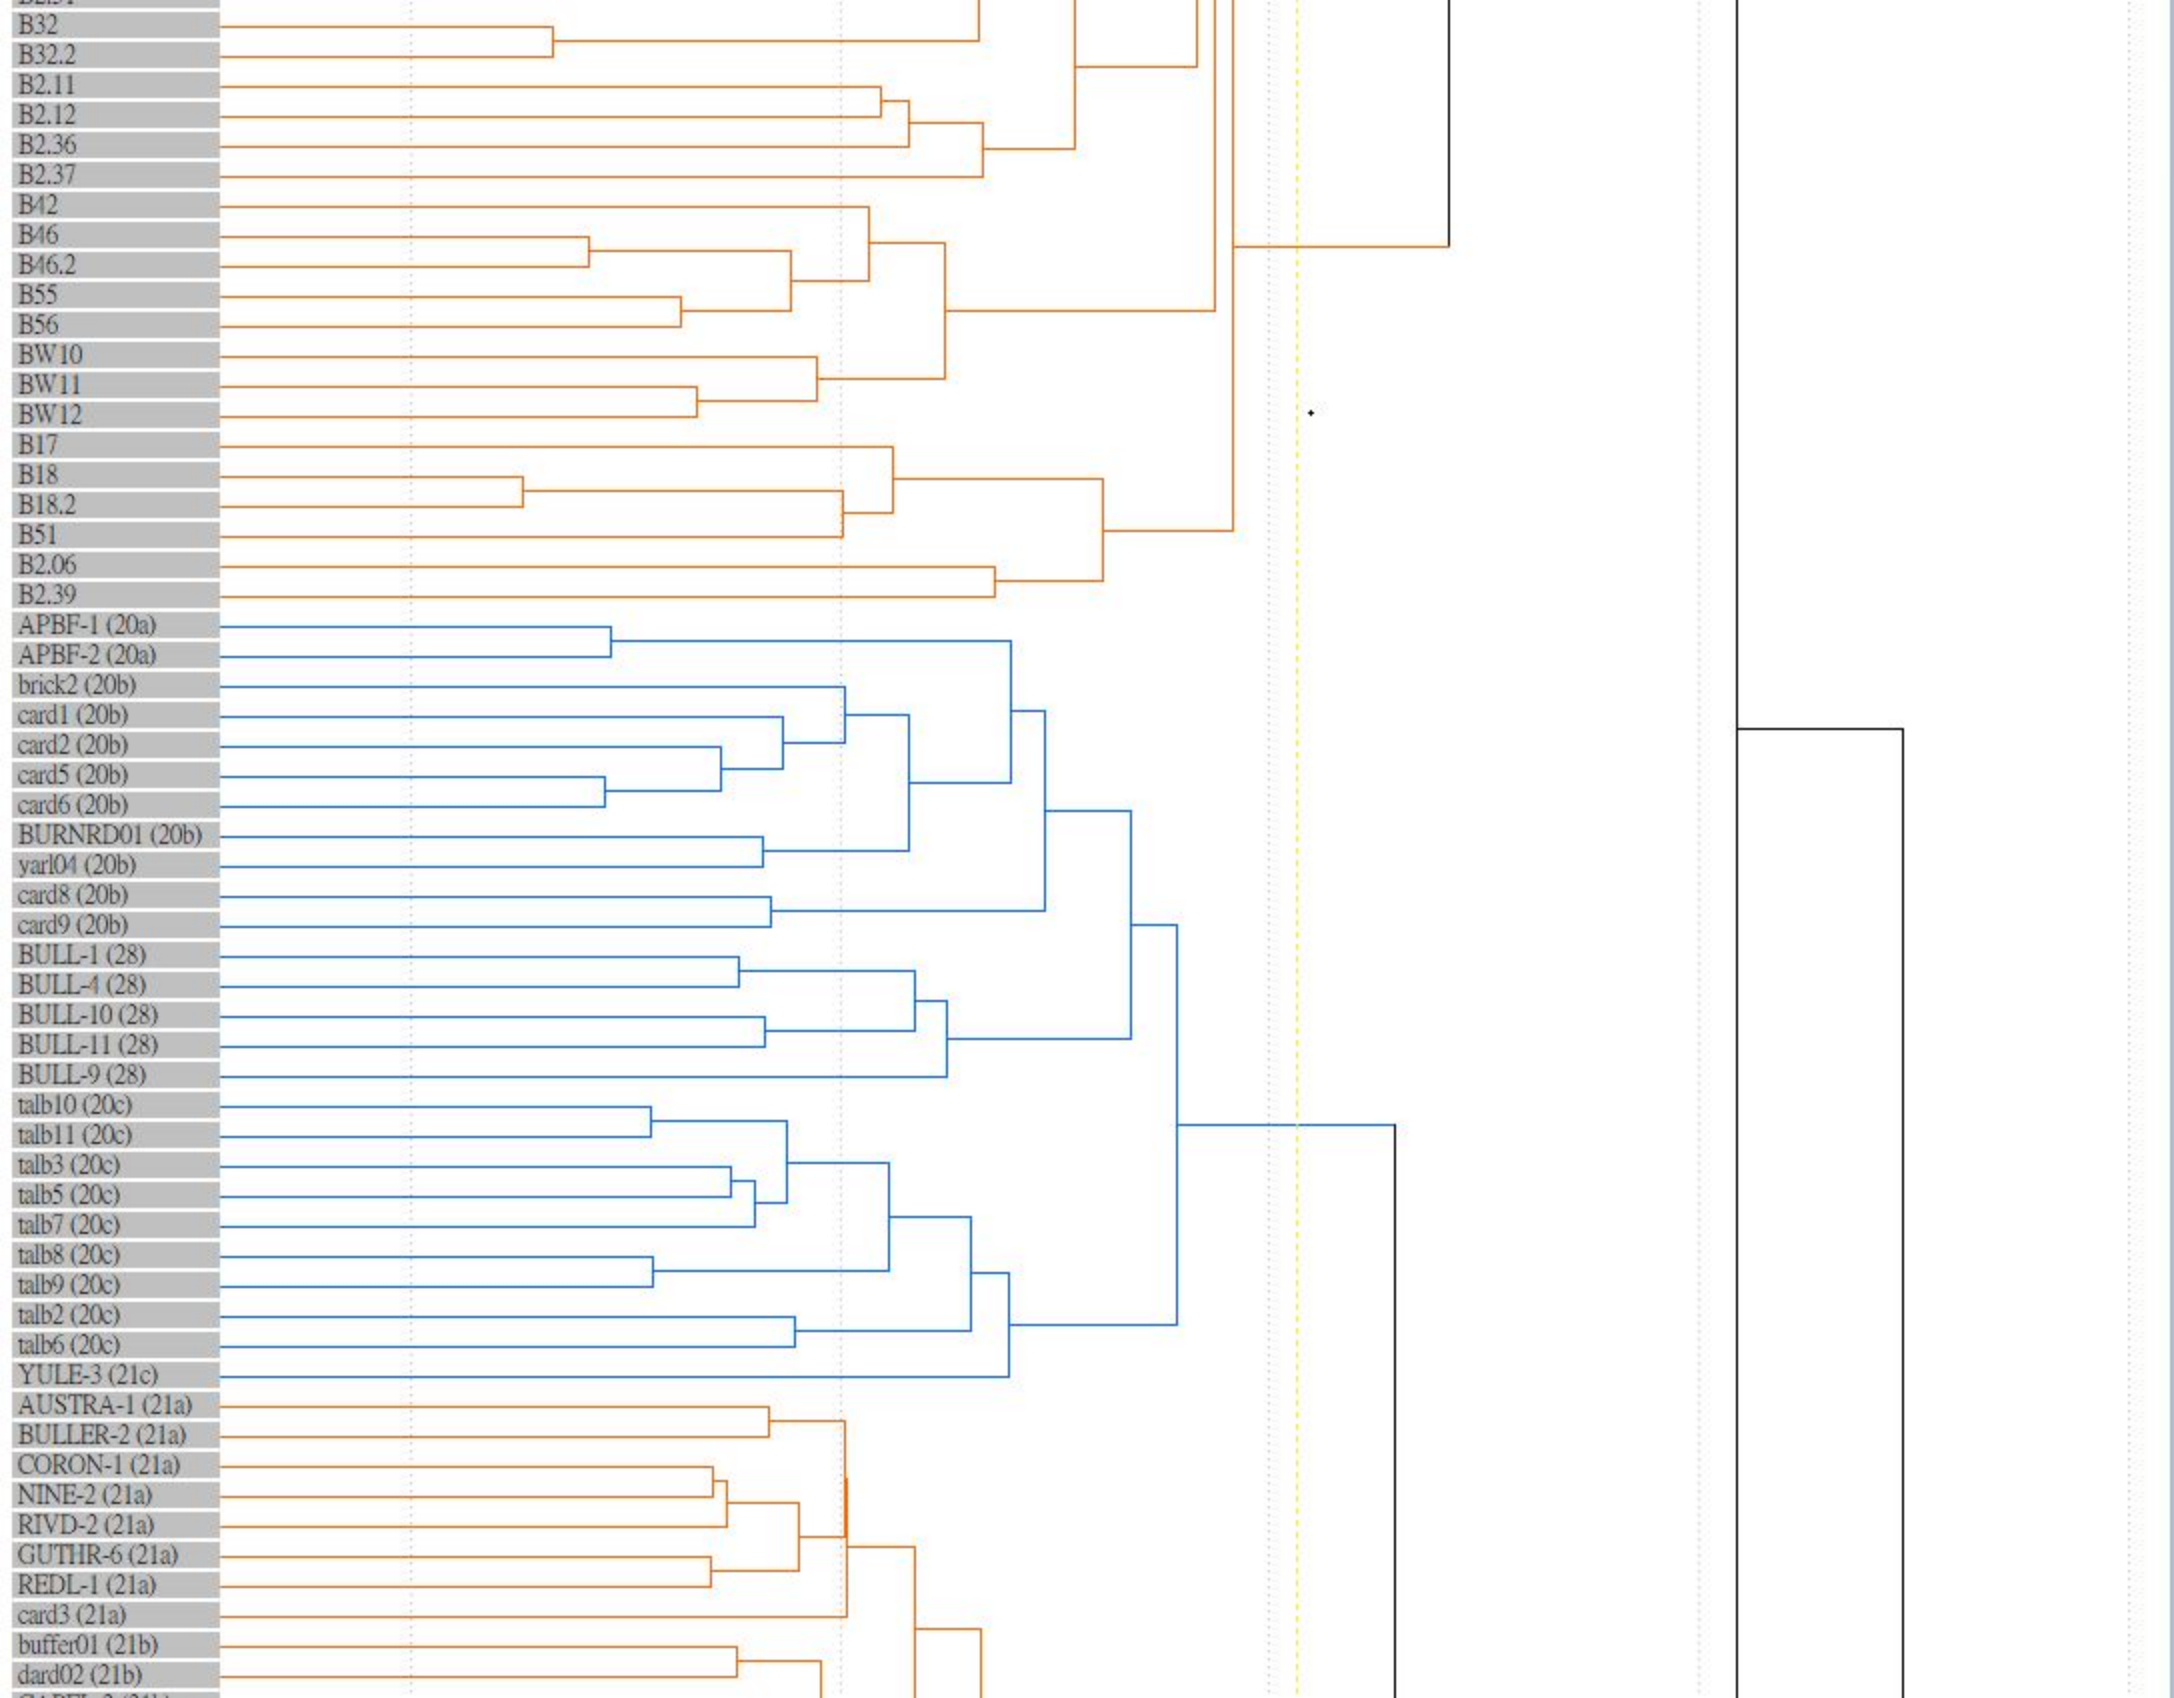 B32
B32.2
B2.11
B2.12
B2.36
B2.37
B42
B46
B46.2
B55
B56
BW10
BW11
BW12
B17
B18
B18.2
B51
B2.06
B2.39
APBF-1 (20a)
APBF-2 (20a)
brick2 (20b)
card1 (20b)
card2 (20b)
card5 (20b)
card6 (20b)
BURNRD01 (20b)
yarl04 (20b)
card8 (20b)
card9 (20b)
BULL-1 (28)
BULL-4 (28)
BULL-10 (28)
BULL-11 (28)
BULL-9 (28)
talb10 (20c)
talb11 (20c)
talb3 (20c)
talb5 (20c)
talb7 (20c)
talb8 (20c)
talb9 (20c)
talb2 (20c)
talb6 (20c)
YULE-3 (21c)
AUSTRA-1 (21a)
BULLER-2 (21a)
CORON-1 (21a)
NINE-2 (21a)
RIVD-2 (21a)
GUTHR-6 (21a)
REDL-1 (21a)
card3 (21a)
buffer01 (21b)
dard02 (21b)